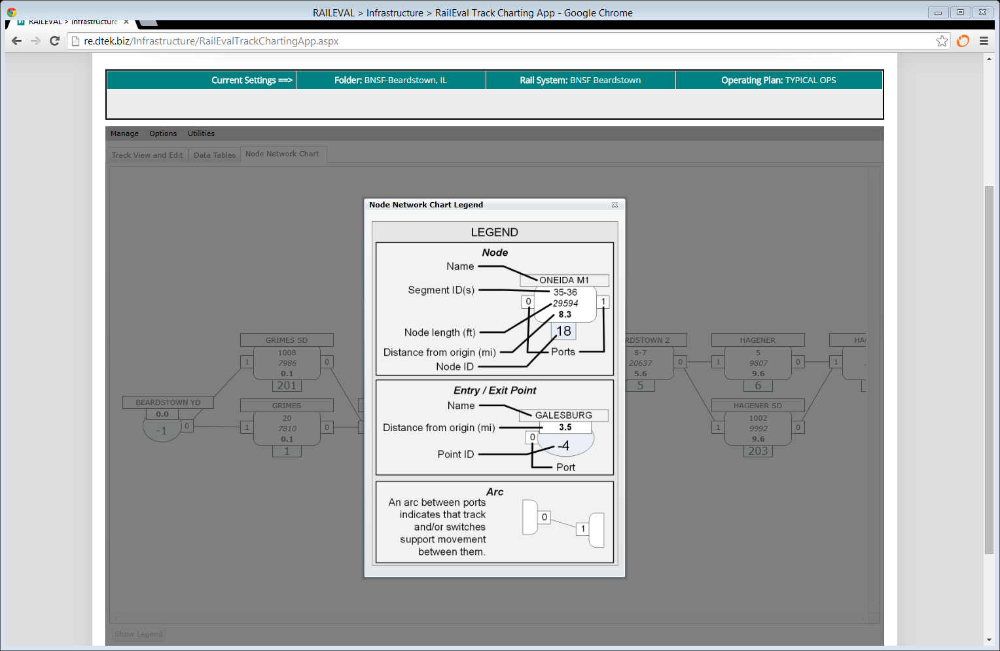 RAILEVAL > Infrastructure > RailEval Track Charting App - Google Chrome
RAILEVAL > Infrastructure
re.dtek.biz/Infrastructure/RailEvalTrackChartingApp.aspx
Current Settings ==> Folder: BNSF-Beardstown, IL Rail System: BNSF Beardstown Operating Plan: TYPICAL OPS
Manage Options Utilities
Track View and Edit Data Tables Node Network Chart
Node Network Chart Legend
LEGEND
Node
Name
ONEIDA M1
Segment ID(s)
35-36
0
29594
1
8.3
Node length (ft)
18
Distance from origin (mi)
Ports
Node ID
Entry / Exit Point
Name
GALESBURG
Distance from origin (mi)
3.5
0
-4
Point ID
Port
Arc
An arc between ports
indicates that track
and/or switches
support movement
between them.
0
1
BEARDSTOWN YD
0.0
-1
0
GRIMES SD
1008
1
7986
0
0.1
201
GRIMES
20
1
7810
0
0.1
1
RDSTOWN 2
8-7
20637
0
5.6
5
HAGENER
5
1
9807
0
9.6
6
HAGENER SD
1002
1
9992
0
9.6
203
HA
1
Show Legend